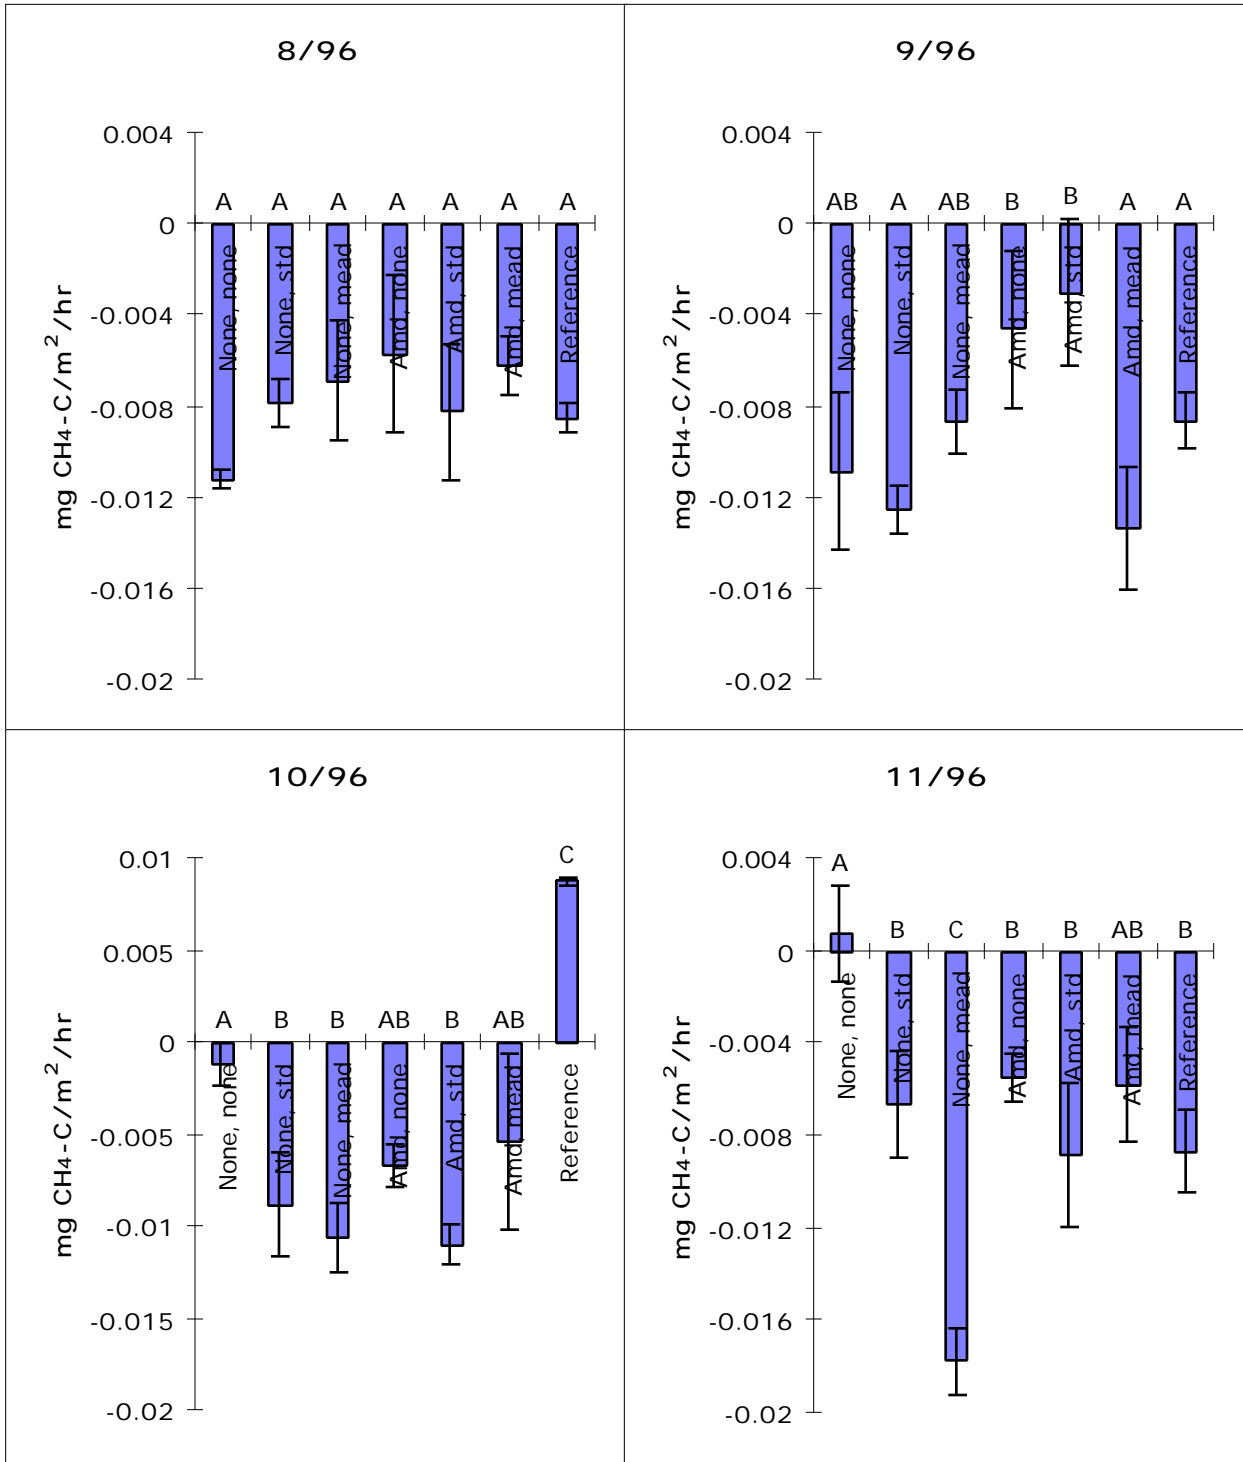 8/96
0.004
0
-0.004
-0.008
-0.012
-0.016
-0.02
mg CH4-C/m²/hr
A A A A A A A
None, none
None, std
None, mead
Amd, none
Amd, std
Amd, mead
Reference
9/96
0.004
0
-0.004
-0.008
-0.012
-0.016
-0.02
mg CH4-C/m²/hr
AB A AB B B A A
None, none
None, std
None, mead
Amd, none
Amd, std
Amd, mead
Reference
10/96
0.01
0.005
0
-0.005
-0.01
-0.015
-0.02
mg CH4-C/m²/hr
A B B AB B AB C
None, none
None, std
None, mead
Amd, none
Amd, std
Amd, mead
Reference
11/96
0.004
0
-0.004
-0.008
-0.012
-0.016
-0.02
mg CH4-C/m²/hr
A B C B B AB B
None, none
None, std
None, mead
Amd, none
Amd, std
Amd, mead
Reference